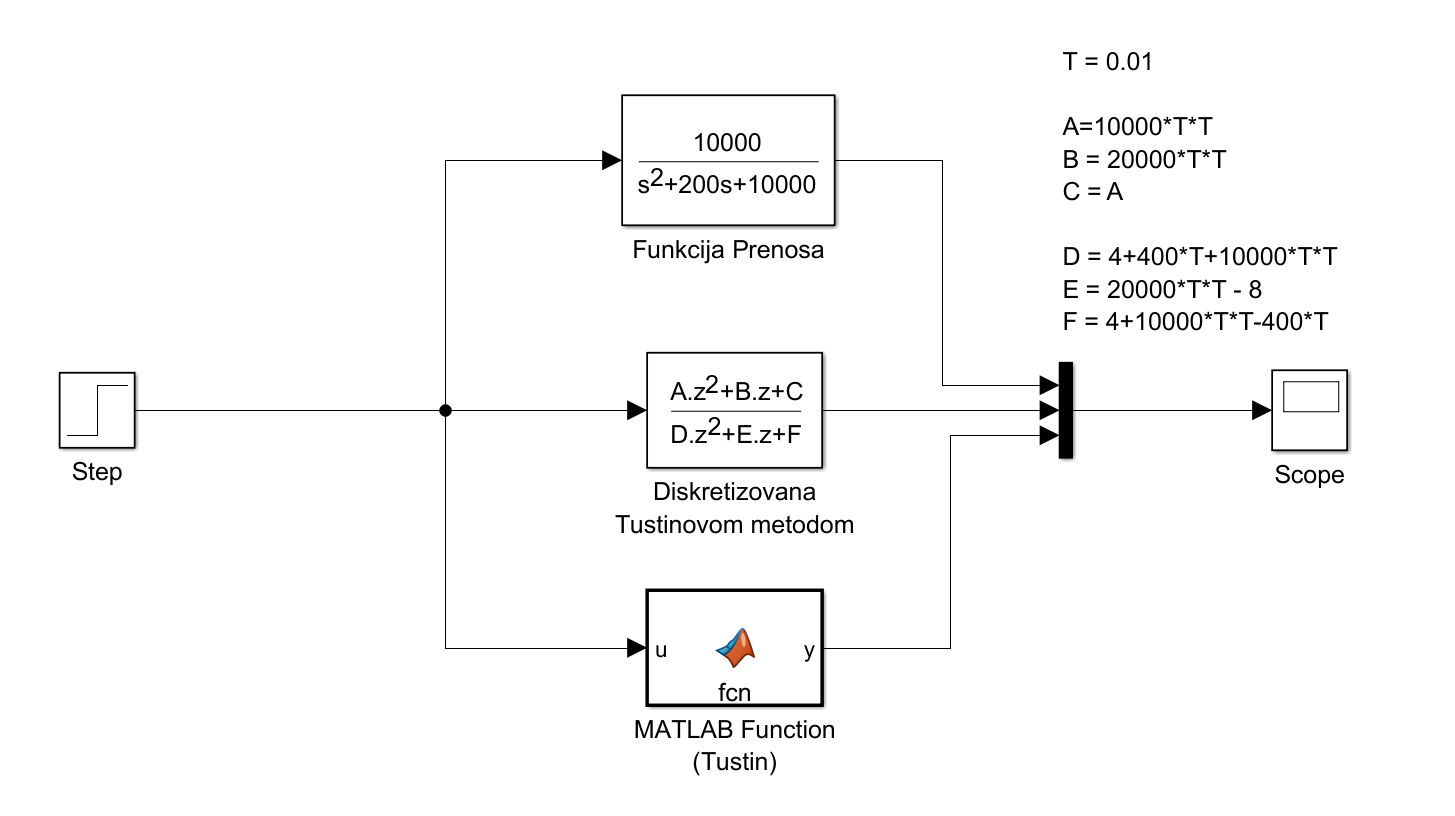 T = 0.01
A=10000*T*T
B = 20000*T*T
C = A
D = 4+400*T+10000*T*T
E = 20000*T*T - 8
F = 4+10000*T*T-400*T
10000
s2+200s+10000
Funkcija Prenosa
Step
A.z2+B.z+C
D.z2+E.z+F
Diskretizovana
Tustinovom metodom
Scope
u
y
fcn
MATLAB Function
(Tustin)